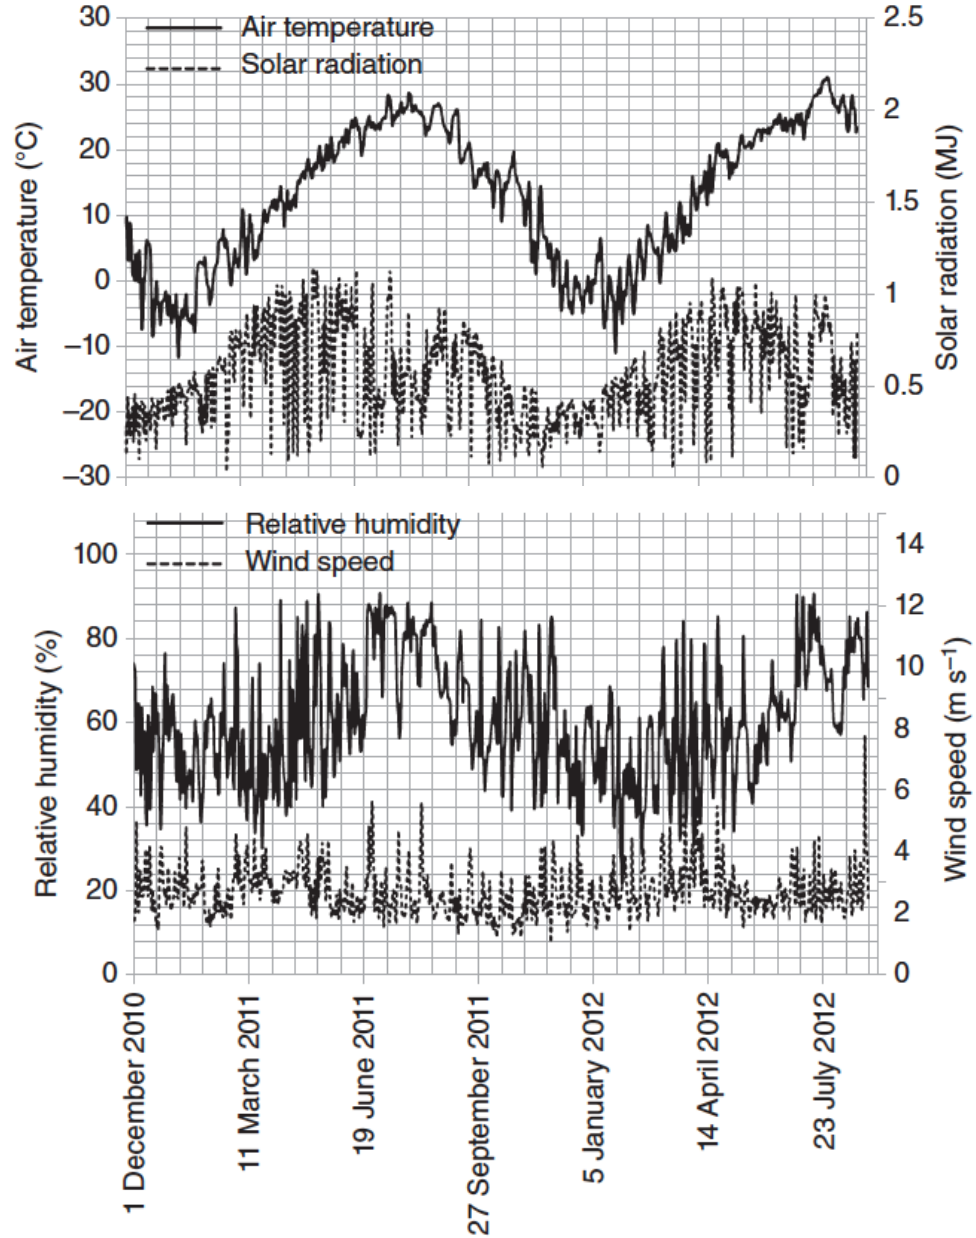 Air temperature
Solar radiation
Air temperature (°C)
30
30
20
10
0
–10
–20
–30
Solar radiation (MJ)
2.5
2
1.5
1
0.5
0
Relative humidity
Wind speed
Relative humidity (%)
100
80
60
40
20
0
Wind speed (m s⁻¹)
14
12
10
8
6
4
2
0
1 December 2010
11 March 2011
19 June 2011
27 September 2011
5 January 2012
14 April 2012
23 July 2012